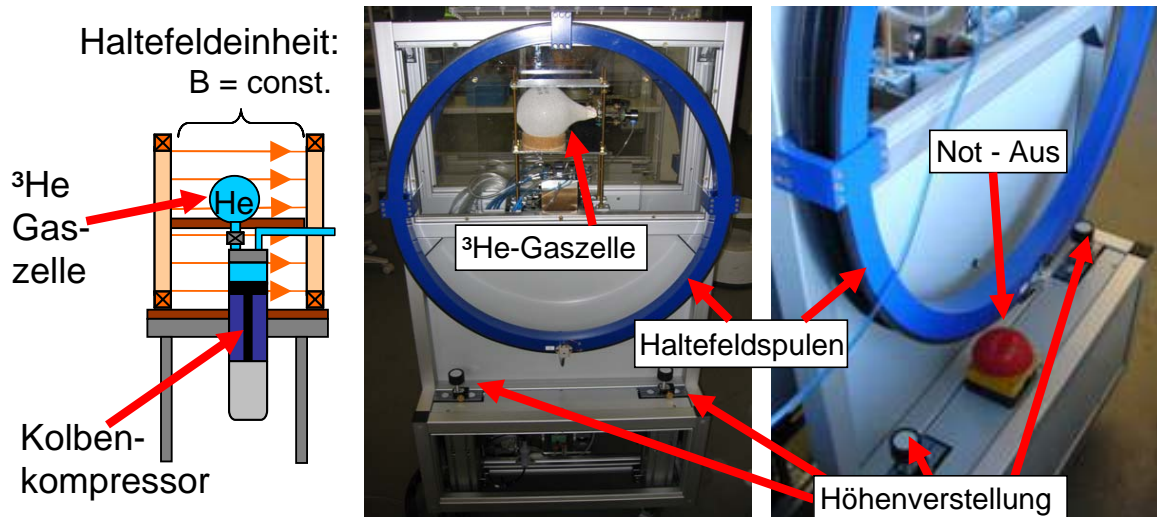 Haltefeldeinheit:
B = const.
³He
Gas-
zelle
He
Kolben-
kompressor
³He-Gaszelle
Haltefeldspulen
Not - Aus
Höhenverstellung